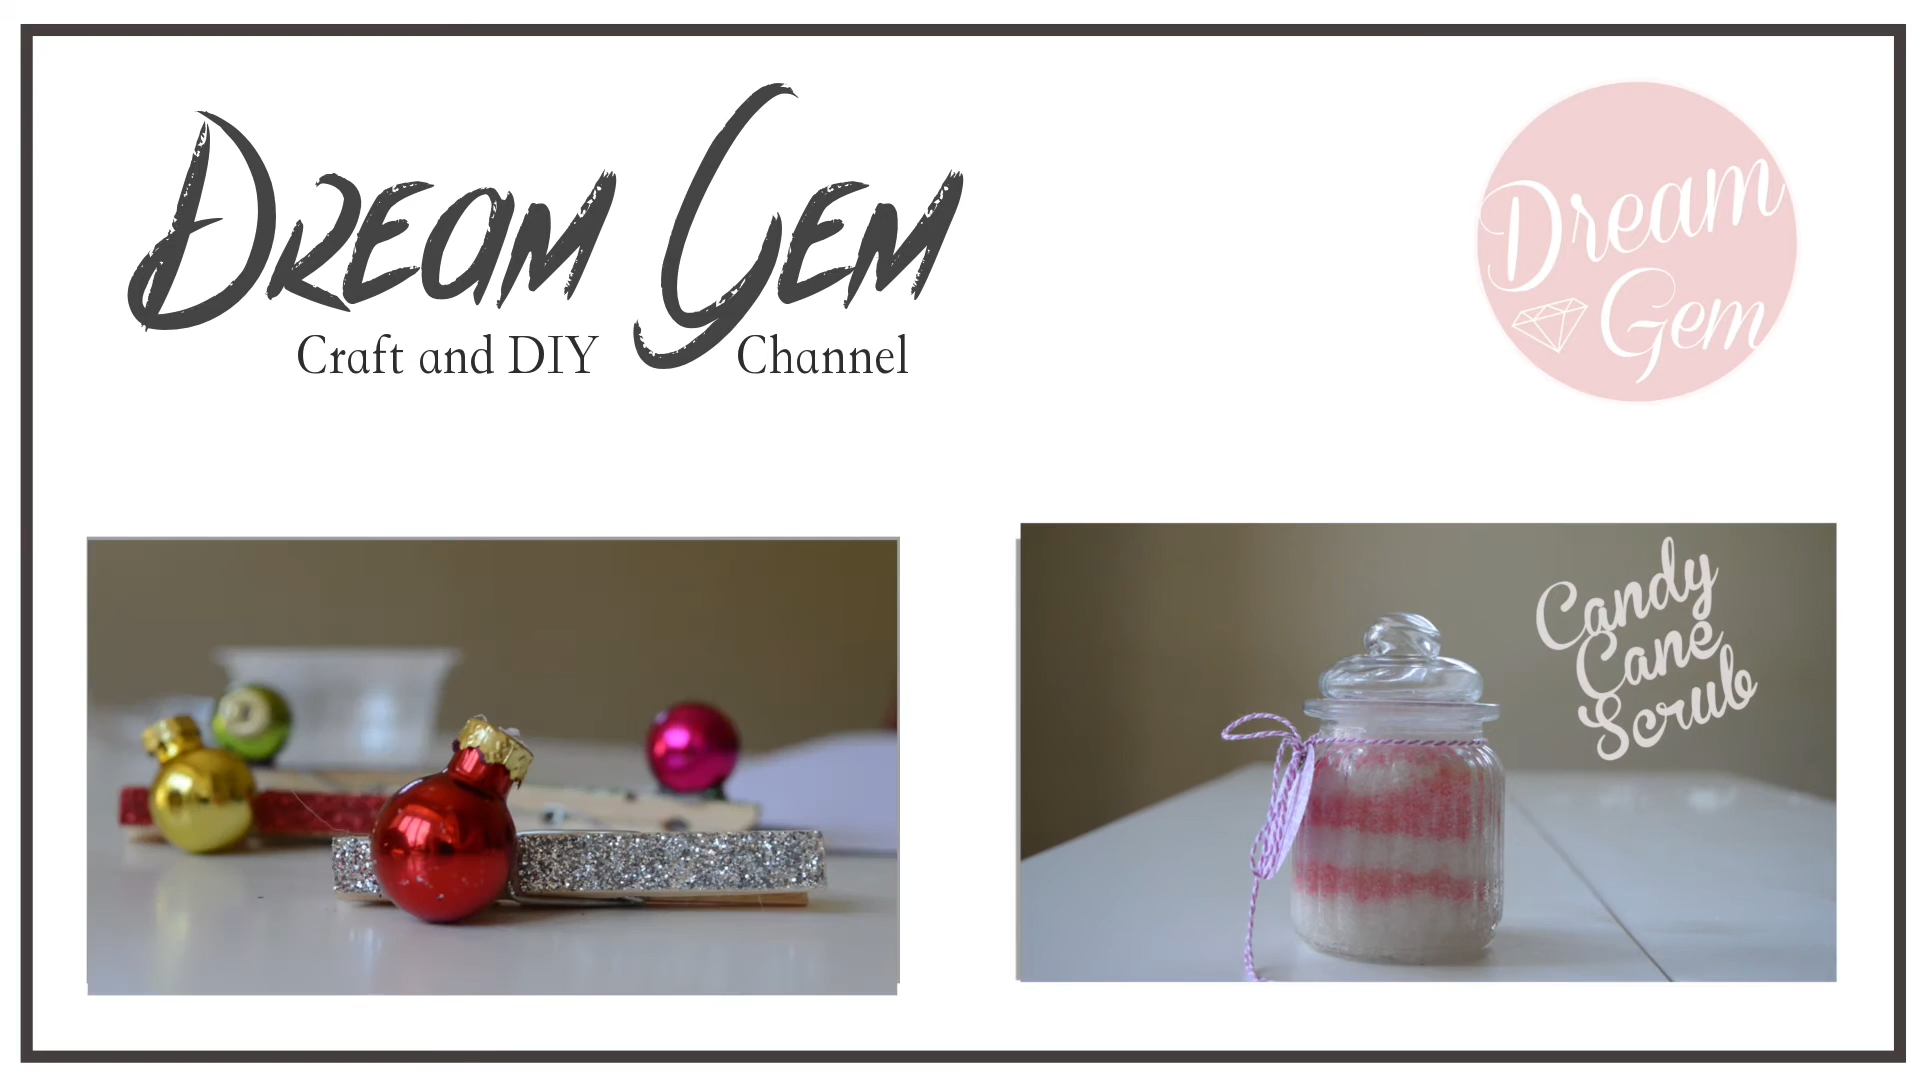 Dream Gem
Craft and DIY Channel
Dream
Gem
Candy
Cane
Scrub